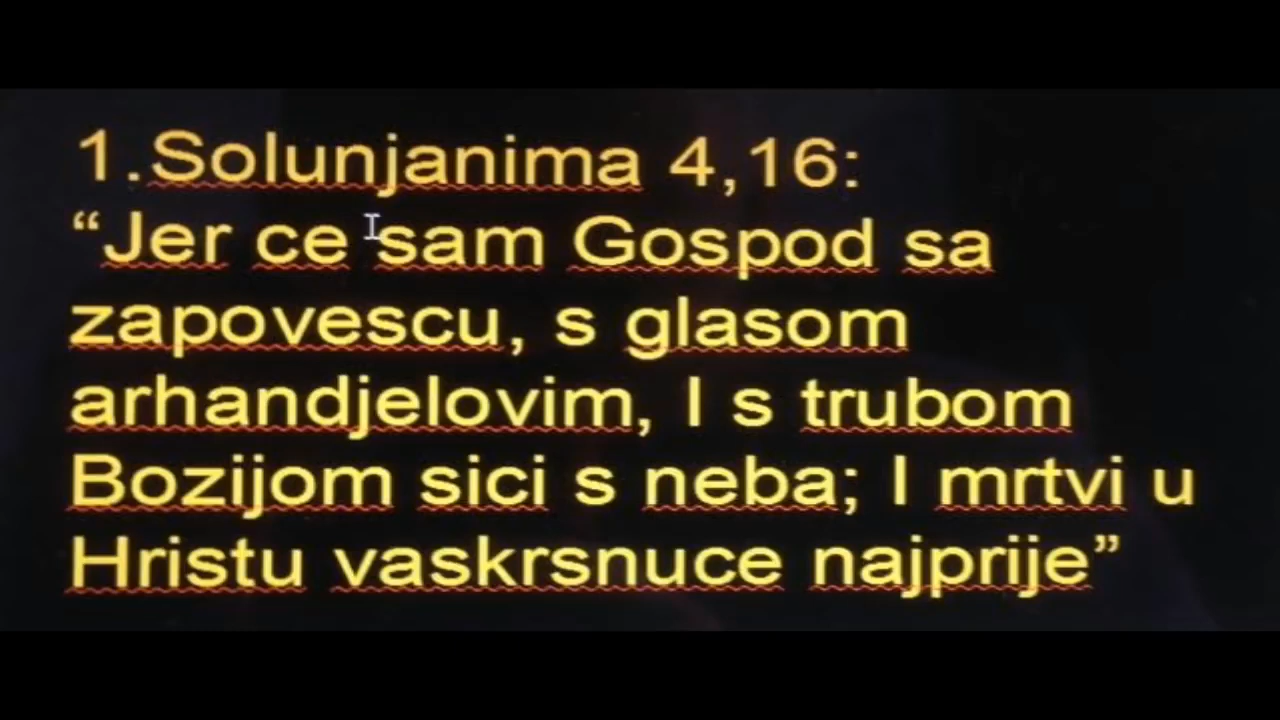 1.Solunjanima 4,16:
“Jer ce sam Gospod sa
zapovescu, s glasom
arhandjelovim, I s trubom
Bozijom sici s neba; I mrtvi u
Hristu vaskrsnuce najprije”